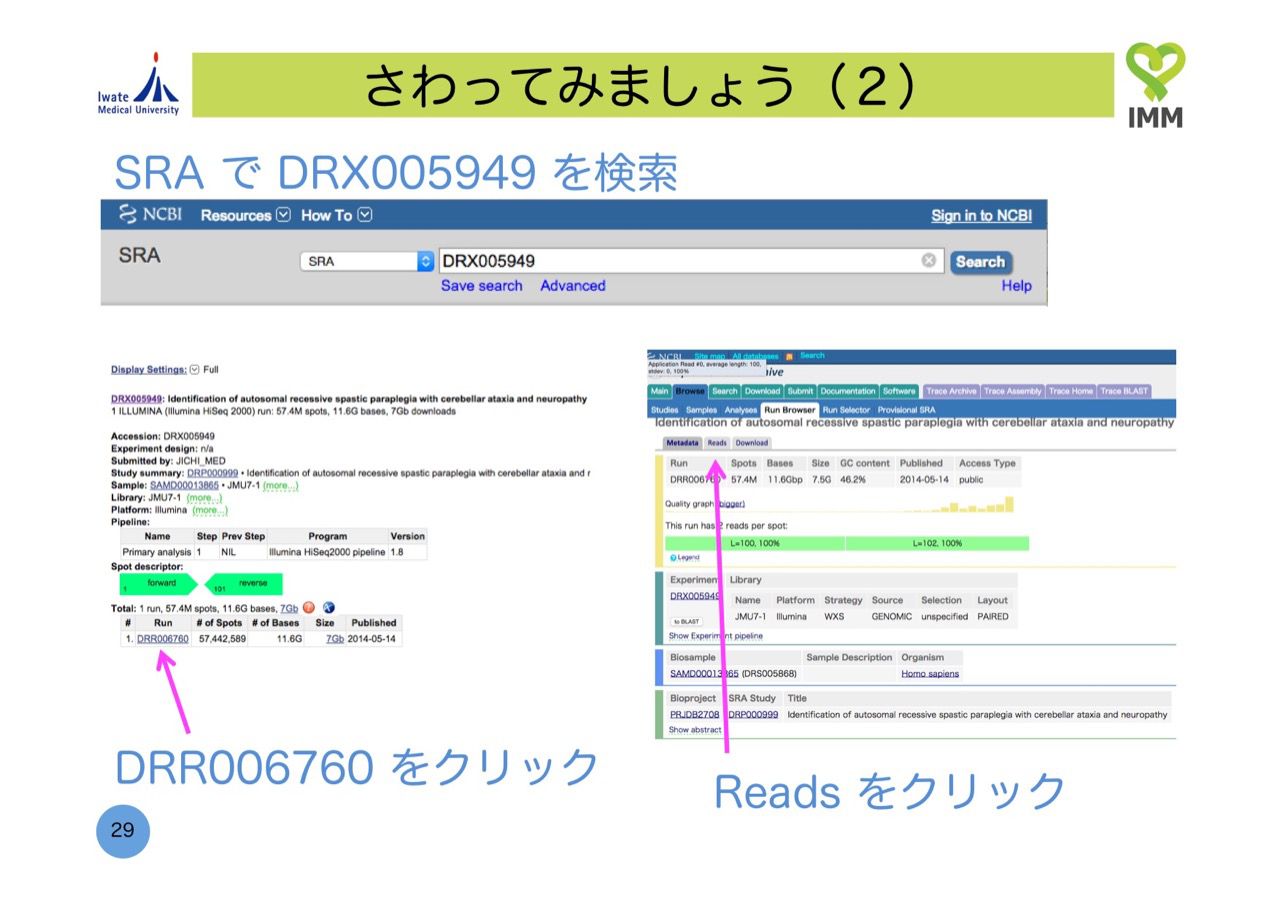 Iwate
Medical University
さわってみましょう（２）
IMM
SRA で DRX005949 を検索
NCBI Resources How To Sign in to NCBI
SRA SRA DRX005949 Search
Save search Advanced Help
Display Settings: Full
DRX005949: Identification of autosomal recessive spastic paraplegia with cerebellar ataxia and neuropathy
1 ILLUMINA (Illumina HiSeq 2000) run: 57.4M spots, 11.6G bases, 7Gb downloads
Accession: DRX005949
Experiment design: n/a
Submitted by: JICHI_MED
Study summary: DRP000999 • Identification of autosomal recessive spastic paraplegia with cerebellar ataxia and r
Sample: SAMD00013865 • JMU7-1 (more...)
Library: JMU7-1 (more...)
Platform: Illumina (more...)
Pipeline:
Name Step Prev Step Program Version
Primary analysis 1 NIL Illumina HiSeq2000 pipeline 1.8
Spot descriptor:
forward reverse
1 101
Total: 1 run, 57.4M spots, 11.6G bases, 7Gb
# Run # of Spots # of Bases Size Published
1. DRR006760 57,442,589 11.6G 7Gb 2014-05-14
DRR006760 をクリック
NCBI Site map All databases Search
Application Read #0, average length: 100,
stdev: 0, 100% hive
Main Browse Search Download Submit Documentation Software Trace Archive Trace Assembly Trace Home Trace BLAST
Studies Samples Analyses Run Browser Run Selector Provisional SRA
Identification of autosomal recessive spastic paraplegia with cerebellar ataxia and neuropathy
Metadata Reads Download
Run Spots Bases Size GC content Published Access Type
DRR006760 57.4M 11.6Gbp 7.5G 46.2% 2014-05-14 public
Quality graph (bigger)
This run has 2 reads per spot:
L=100, 100% L=102, 100%
Legend
Experiment Library
DRX005949 Name Platform Strategy Source Selection Layout
JMU7-1 Illumina WXS GENOMIC unspecified PAIRED
to BLAST
Show Experiment pipeline
Biosample Sample Description Organism
SAMD00013865 (DRS005868) Homo sapiens
Bioproject SRA Study Title
PRJDB2708 DRP000999 Identification of autosomal recessive spastic paraplegia with cerebellar ataxia and neuropathy
Show abstract
Reads をクリック
29